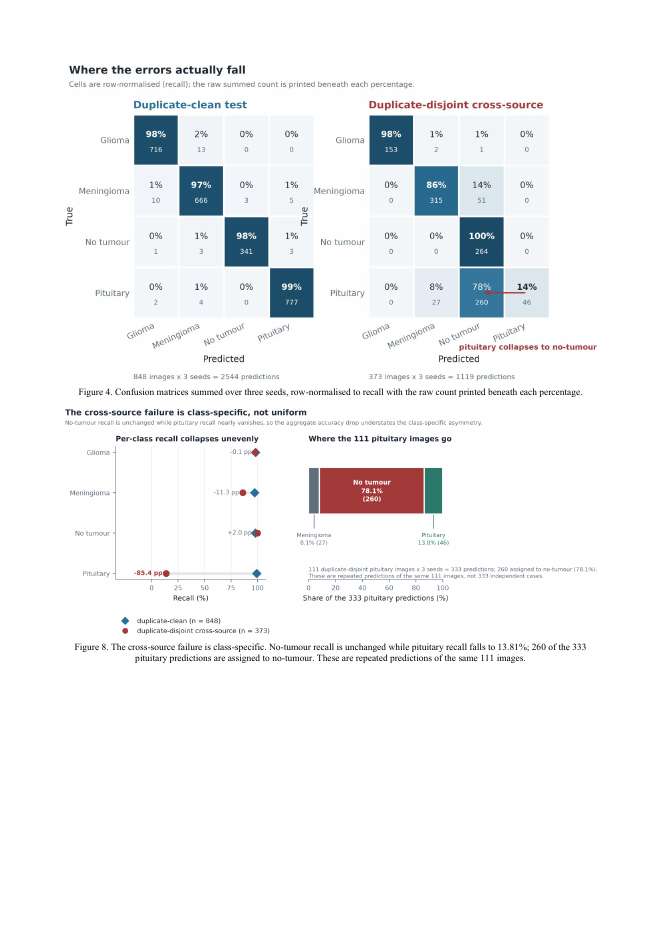 Where the errors actually fall
Cells are row-normalised (recall); the raw summed count is printed beneath each percentage.
Duplicate-clean test
Duplicate-disjoint cross-source
True
Glioma
98% 2% 0% 0%
716 13 0 0
Meningioma
1% 97% 0% 1%
10 666 3 5
No tumour
0% 1% 98% 1%
1 3 341 3
Pituitary
0% 1% 0% 99%
2 4 0 777
Glioma Meningioma No tumour Pituitary
Predicted
848 images x 3 seeds = 2544 predictions
True
Glioma
98% 1% 1% 0%
153 2 1 0
Meningioma
0% 86% 14% 0%
0 315 51 0
No tumour
0% 0% 100% 0%
0 0 264 0
Pituitary
0% 8% 78% 14%
0 27 260 46
Glioma Meningioma No tumour Pituitary
pituitary collapses to no-tumour
Predicted
373 images x 3 seeds = 1119 predictions
Figure 4. Confusion matrices summed over three seeds, row-normalised to recall with the raw count printed beneath each percentage.
The cross-source failure is class-specific, not uniform
No-tumour recall is unchanged while pituitary recall nearly vanishes, so the aggregate accuracy drop understates the class-specific asymmetry.
Per-class recall collapses unevenly
Glioma
-0.1 pp
Meningioma
-11.3 pp
No tumour
+2.0 pp
Pituitary
-85.4 pp
0 25 50 75 100
Recall (%)
duplicate-clean (n = 848)
duplicate-disjoint cross-source (n = 373)
Where the 111 pituitary images go
No tumour
78.1%
(260)
Meningioma
8.1% (27)
Pituitary
13.8% (46)
111 duplicate-disjoint pituitary images x 3 seeds = 333 predictions; 260 assigned to no-tumour (78.1%).
These are repeated predictions of the same 111 images, not 333 independent cases.
0 20 40 60 80 100
Share of the 333 pituitary predictions (%)
Figure 8. The cross-source failure is class-specific. No-tumour recall is unchanged while pituitary recall falls to 13.81%; 260 of the 333
pituitary predictions are assigned to no-tumour. These are repeated predictions of the same 111 images.